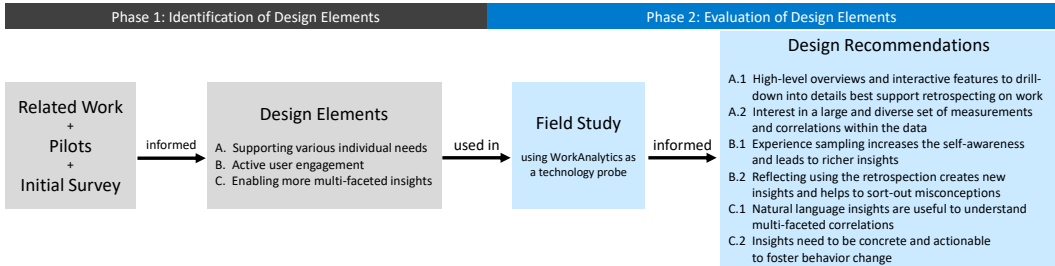 Phase 1: Identification of Design Elements
Phase 2: Evaluation of Design Elements
Related Work
+
Pilots
+
Initial Survey
informed
Design Elements
A. Supporting various individual needs
B. Active user engagement
C. Enabling more multi-faceted insights
used in
Field Study
using WorkAnalytics as
a technology probe
informed
Design Recommendations
A.1 High-level overviews and interactive features to drill-
down into details best support retrospecting on work
A.2 Interest in a large and diverse set of measurements
and correlations within the data
B.1 Experience sampling increases the self-awareness
and leads to richer insights
B.2 Reflecting using the retrospection creates new
insights and helps to sort-out misconceptions
C.1 Natural language insights are useful to understand
multi-faceted correlations
C.2 Insights need to be concrete and actionable
to foster behavior change